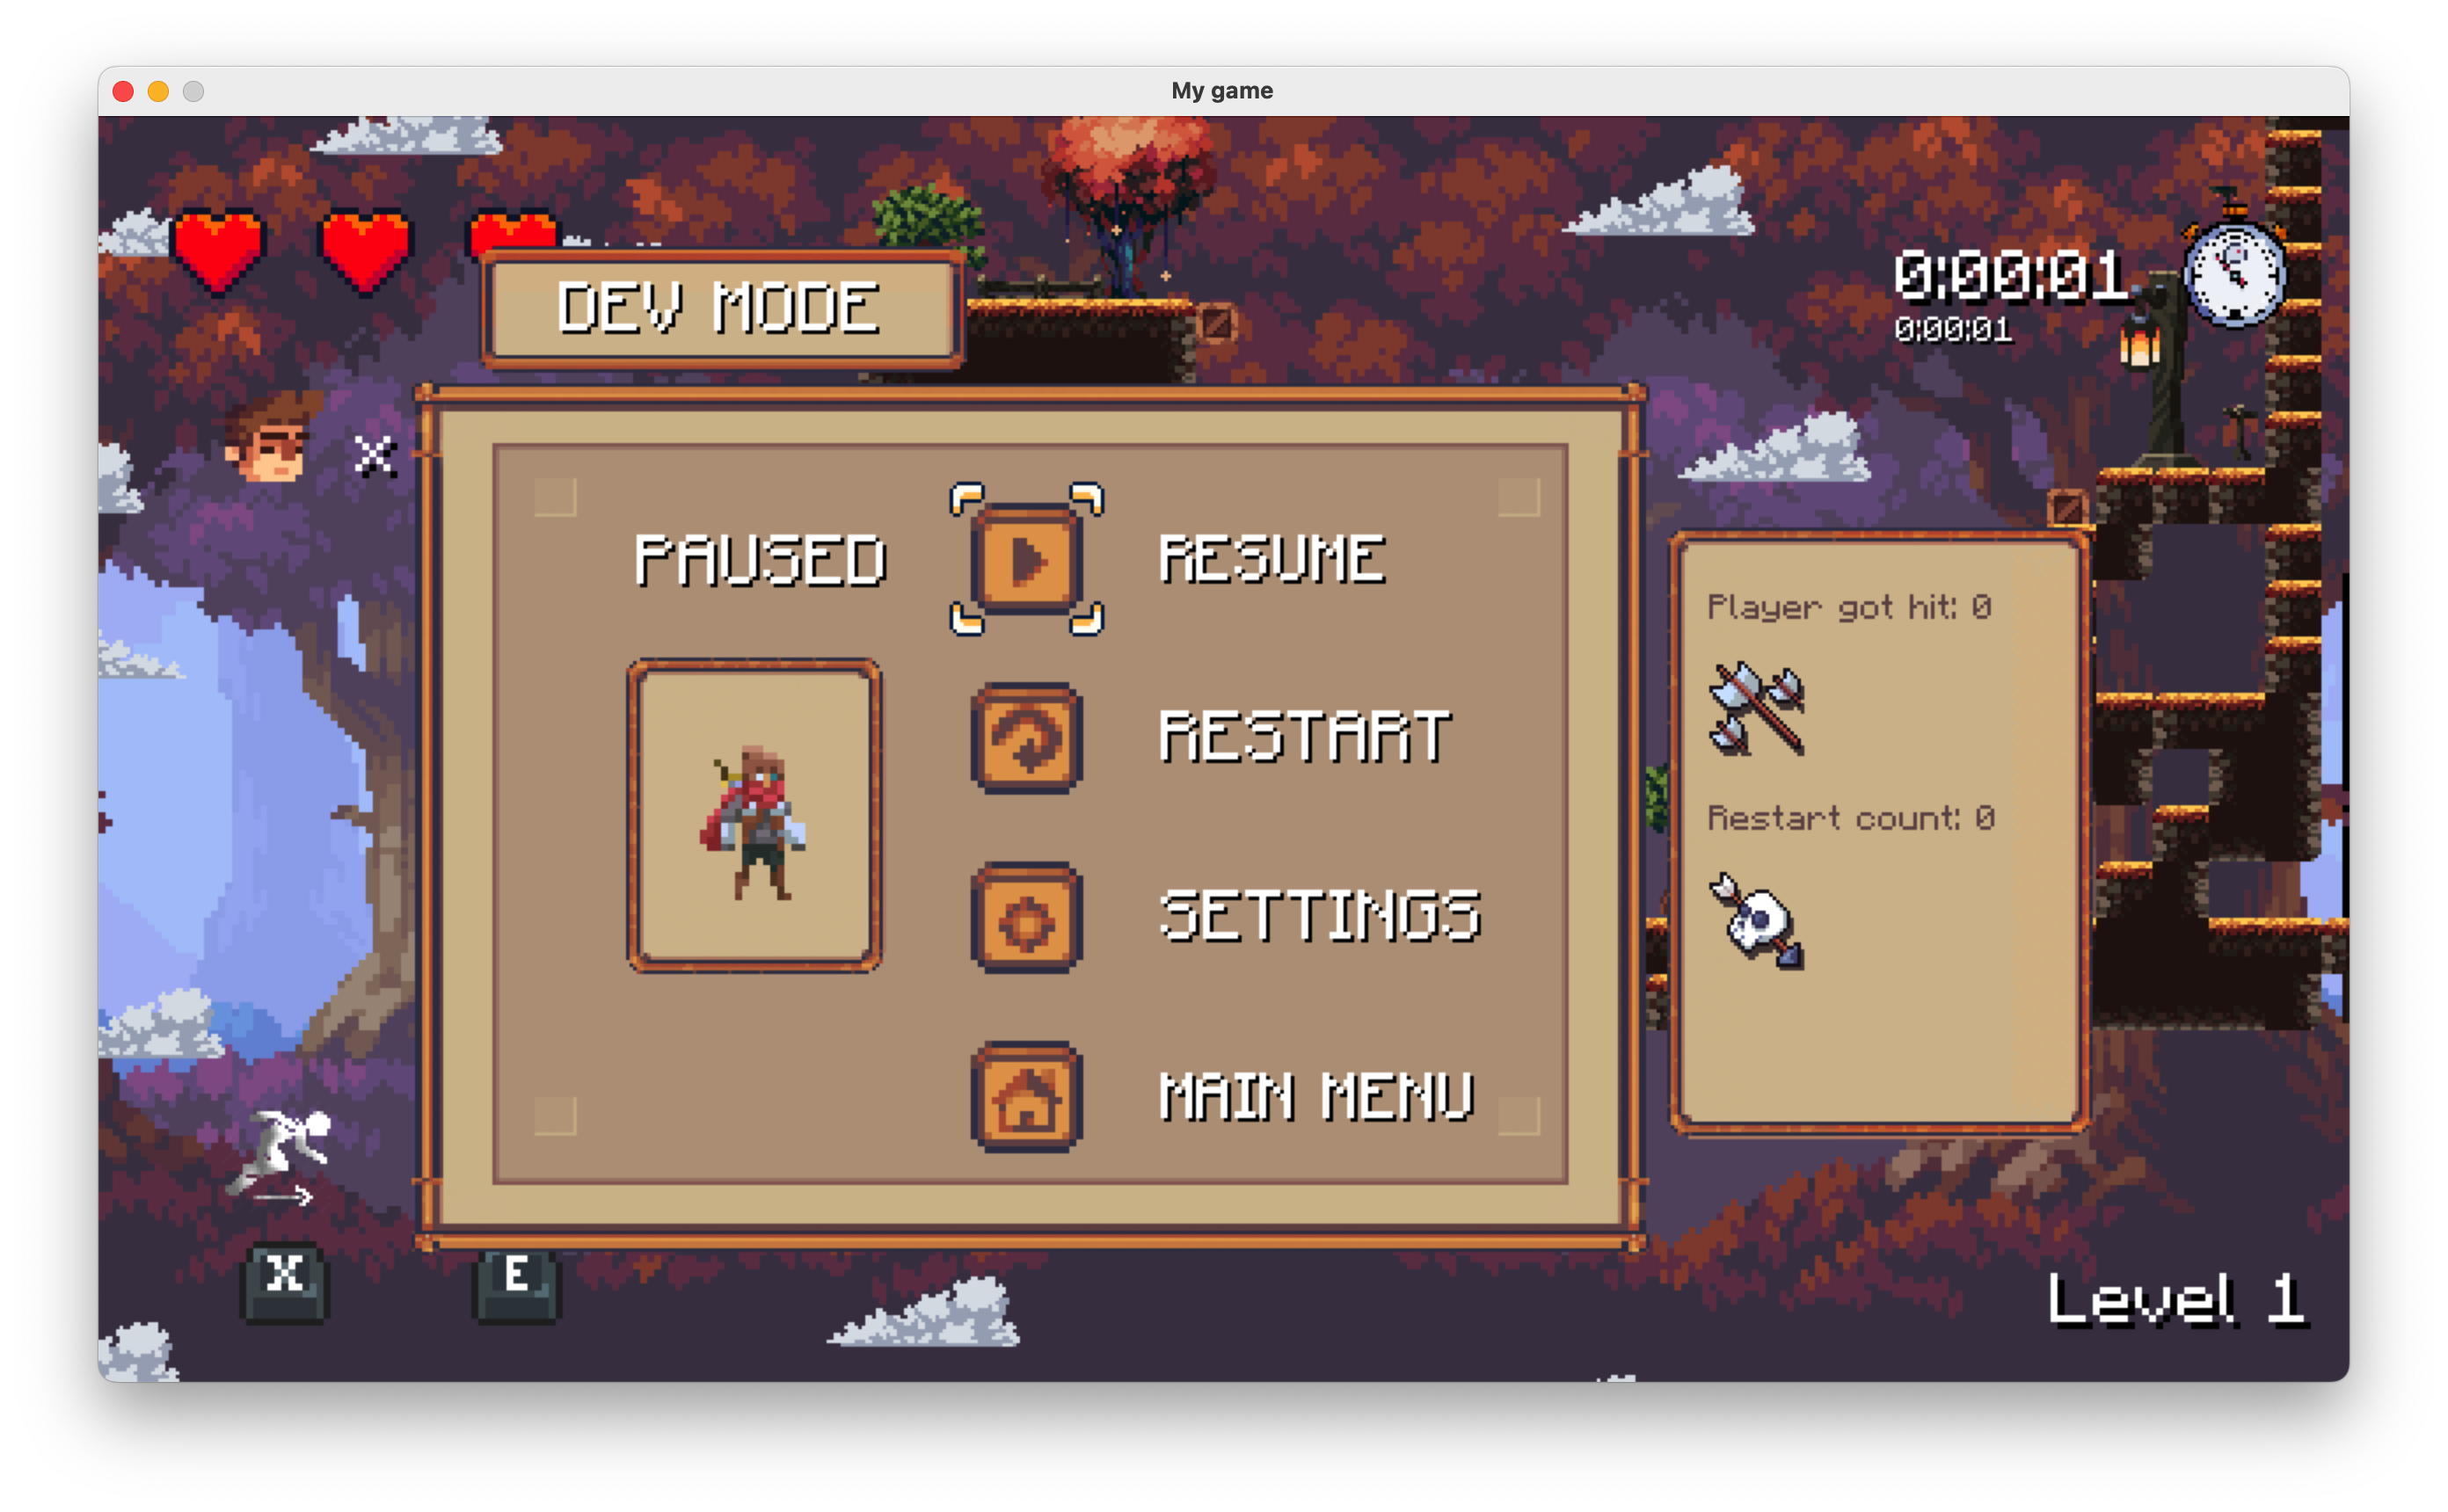 My game
DEV MODE
0:00:01
0:00:01
x
PAUSED
RESUME
RESTART
SETTINGS
MAIN MENU
Player got hit: 0
Restart count: 0
X
E
Level 1